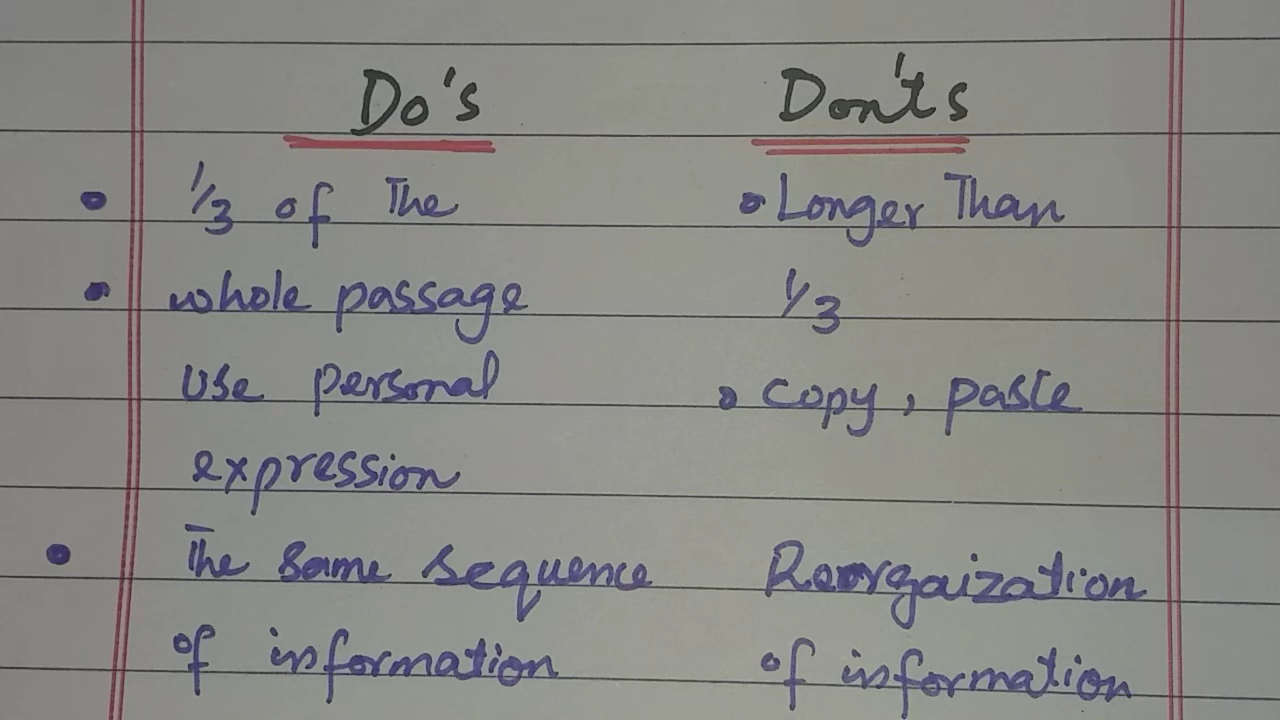 Do's Don'ts
• 1/3 of The • Longer Than
• whole passage 1/3
Use personal • Copy, paste
expression
• The same sequence Reorgaization
of information of information